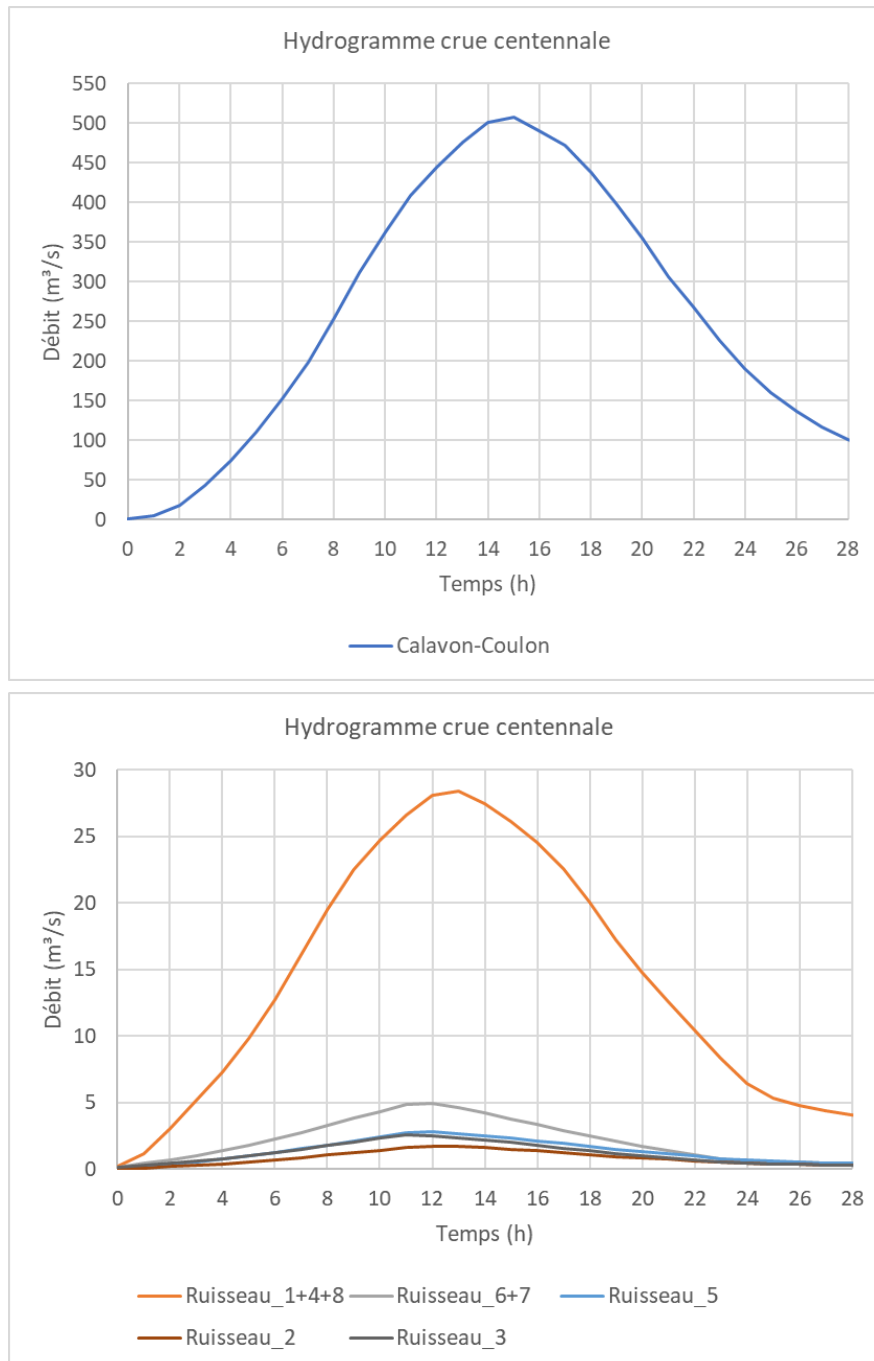 Hydrogramme crue centennale
550
500
450
400
350
300
250
200
150
100
50
0
Débit (m³/s)
0 2 4 6 8 10 12 14 16 18 20 22 24 26 28
Temps (h)
Calavon-Coulon
Hydrogramme crue centennale
30
25
20
15
10
5
0
Débit (m³/s)
0 2 4 6 8 10 12 14 16 18 20 22 24 26 28
Temps (h)
Ruisseau_1+4+8 Ruisseau_6+7 Ruisseau_5
Ruisseau_2 Ruisseau_3